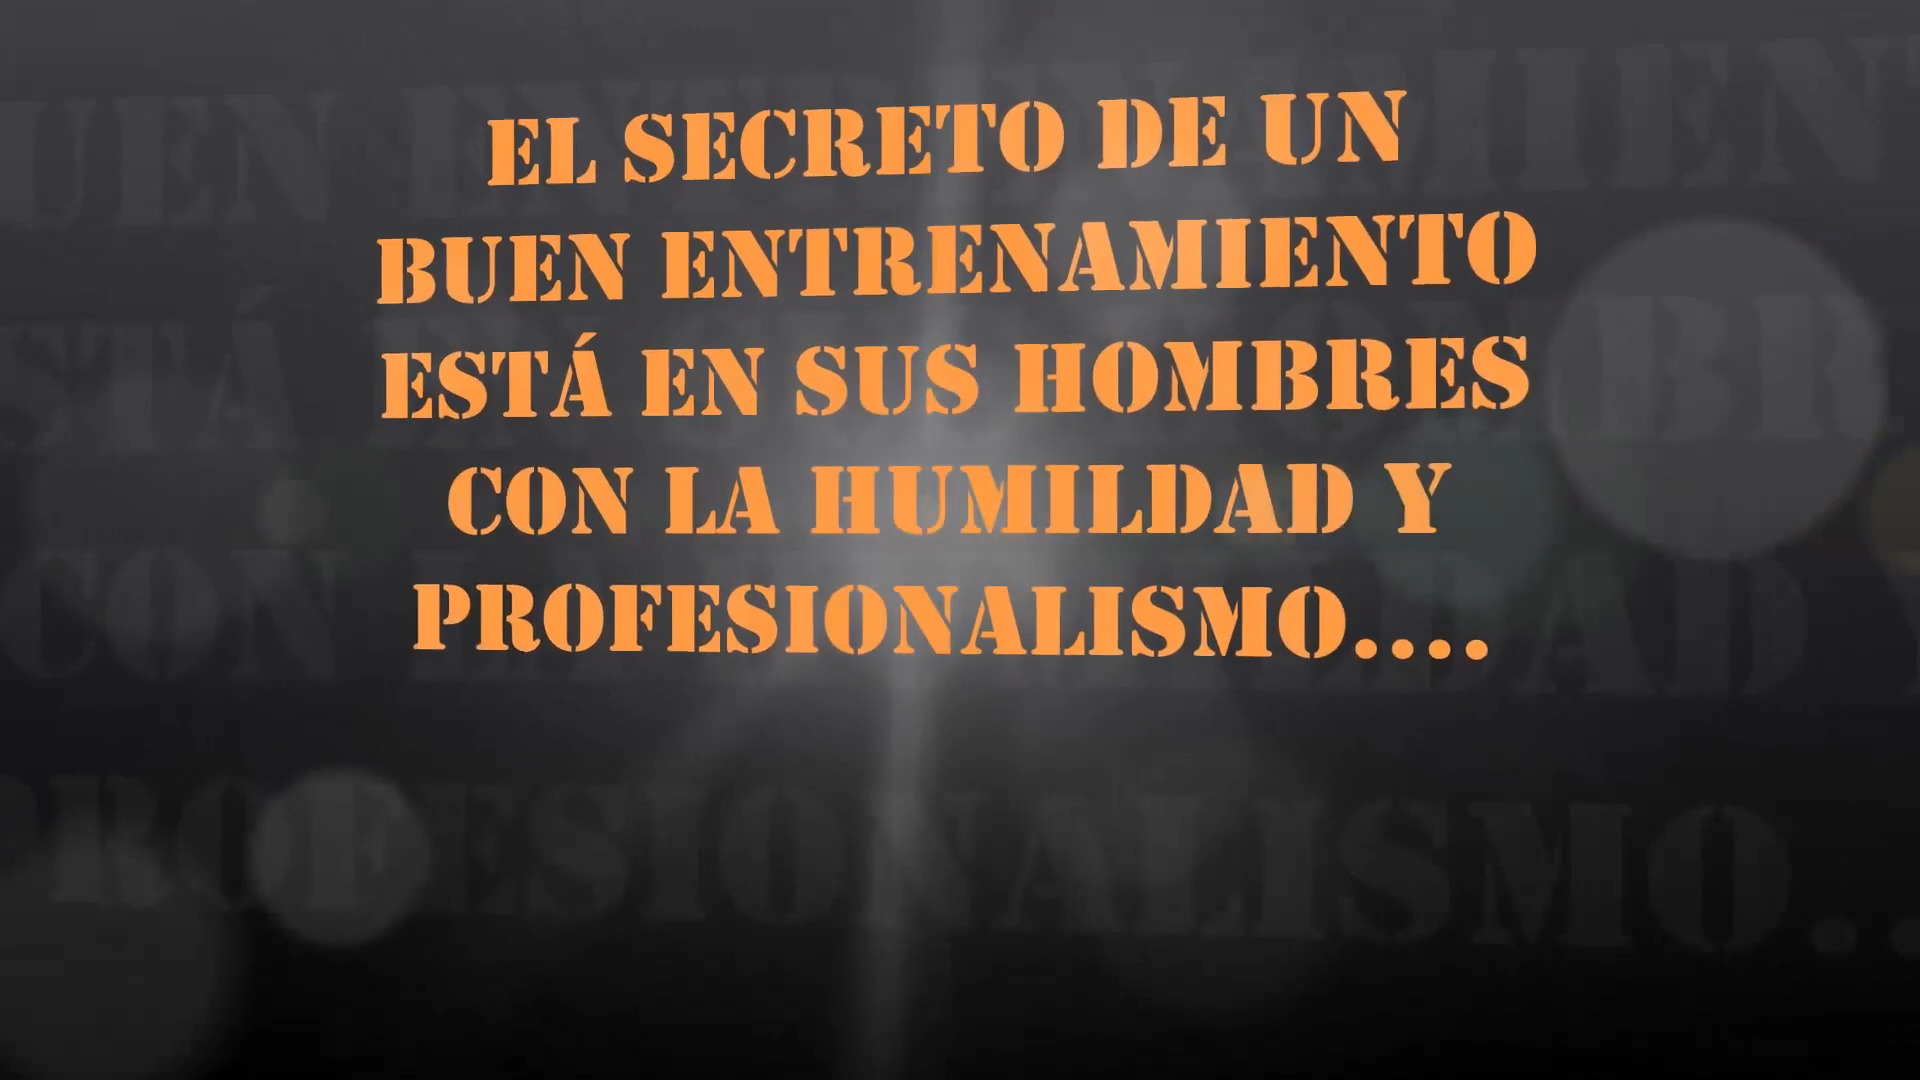 EL SECRETO DE UN
BUEN ENTRENAMIENTO
ESTÁ EN SUS HOMBRES
CON LA HUMILDAD Y
PROFESIONALISMO....